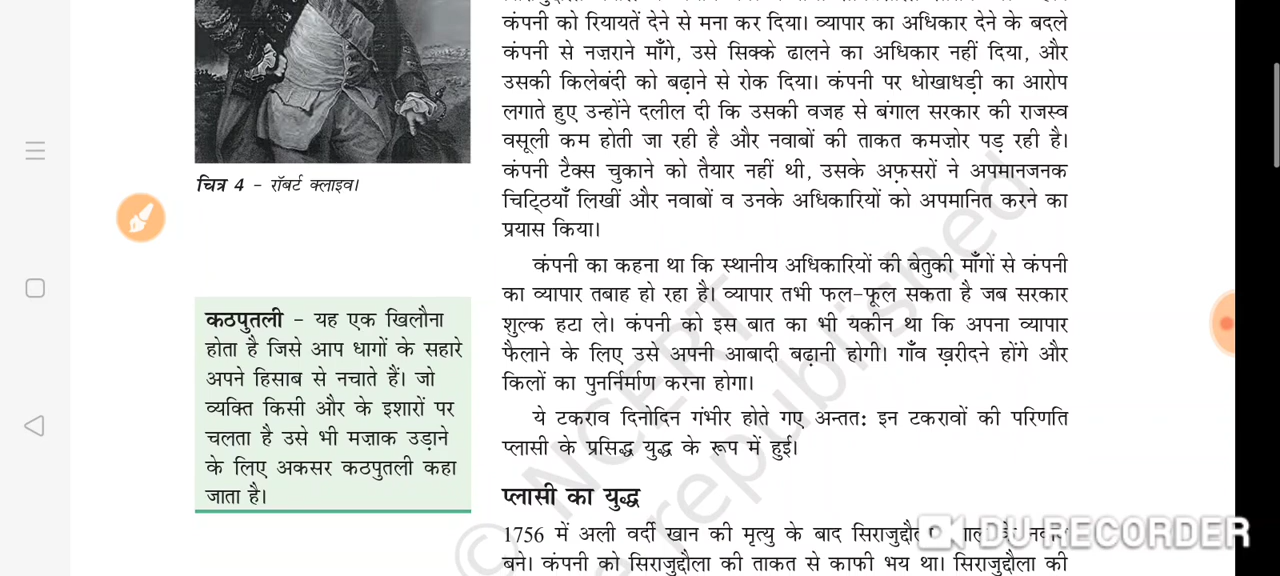 कंपनी को रियायतें देने से मना कर दिया। व्यापार का अधिकार देने के बदले
कंपनी से नज़राने माँगे, उसे सिक्के ढालने का अधिकार नहीं दिया, और
उसकी किलेबंदी को बढ़ाने से रोक दिया। कंपनी पर धोखाधड़ी का आरोप
लगाते हुए उन्होंने दलील दी कि उसकी वजह से बंगाल सरकार की राजस्व
वसूली कम होती जा रही है और नवाबों की ताकत कमज़ोर पड़ रही है।
कंपनी टैक्स चुकाने को तैयार नहीं थी, उसके अफ़सरों ने अपमानजनक
चिट्ठियाँ लिखीं और नवाबों व उनके अधिकारियों को अपमानित करने का
प्रयास किया।
चित्र 4 – रॉबर्ट क्लाइव।
कंपनी का कहना था कि स्थानीय अधिकारियों की बेतुकी माँगों से कंपनी
का व्यापार तबाह हो रहा है। व्यापार तभी फल-फूल सकता है जब सरकार
शुल्क हटा ले। कंपनी को इस बात का भी यकीन था कि अपना व्यापार
फैलाने के लिए उसे अपनी आबादी बढ़ानी होगी। गाँव ख़रीदने होंगे और
किलों का पुनर्निर्माण करना होगा।
ये टकराव दिनोदिन गंभीर होते गए अन्तत: इन टकरावों की परिणति
प्लासी के प्रसिद्ध युद्ध के रूप में हुई।
कठपुतली – यह एक खिलौना
होता है जिसे आप धागों के सहारे
अपने हिसाब से नचाते हैं। जो
व्यक्ति किसी और के इशारों पर
चलता है उसे भी मज़ाक उड़ाने
के लिए अकसर कठपुतली कहा
जाता है।
प्लासी का युद्ध
1756 में अली वर्दी खान की मृत्यु के बाद
बने। कंपनी को सिराजुद्दौला की ताकत से काफी भय था। सिराजुद्दौला की
© NCERT
republished
DU RECORDER